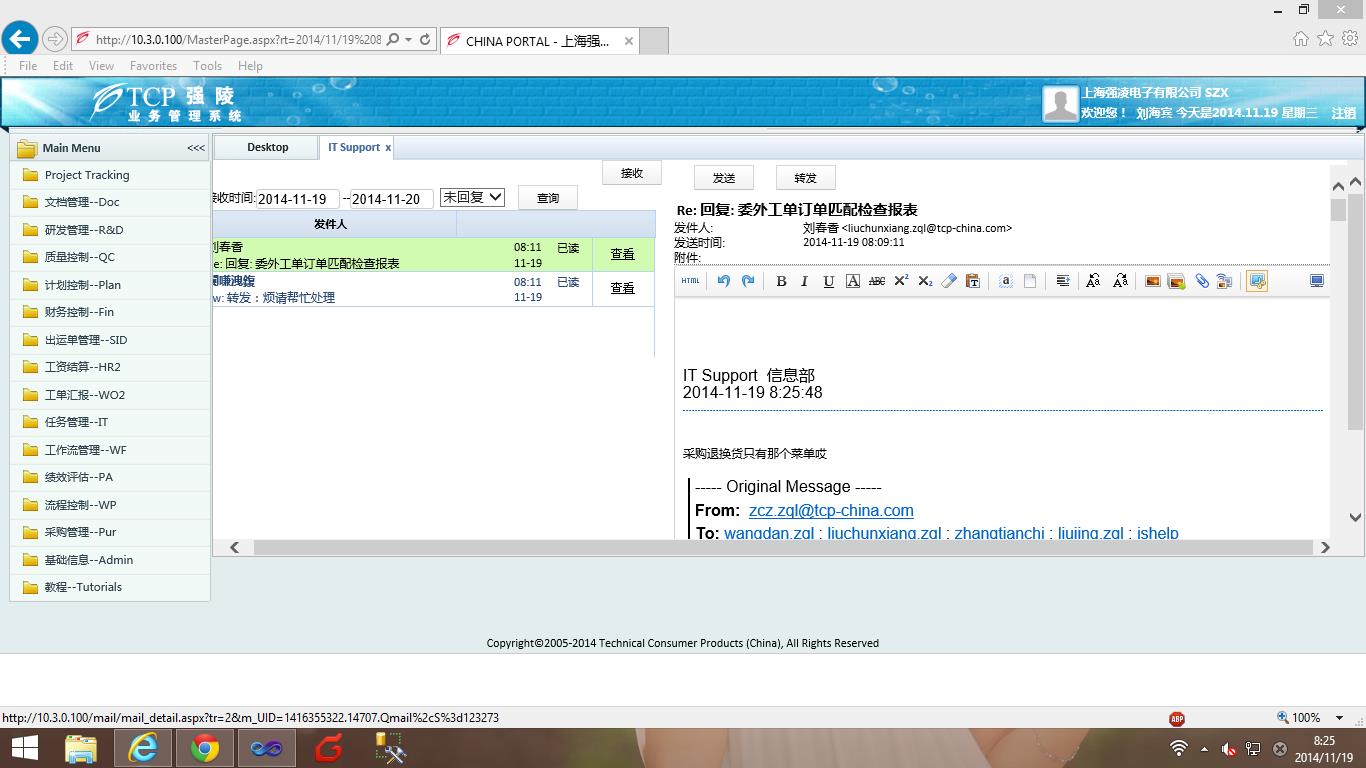 http://10.3.0.100/MasterPage.aspx?rt=2014/11/19%208
CHINA PORTAL - 上海强...
File Edit View Favorites Tools Help
TCP 强 陵
业 务 管 理 系 统
上海强凌电子有限公司 SZX
欢迎您！ 刘海宾 今天是2014.11.19 星期三 注销
Main Menu <<<
Project Tracking
文档管理--Doc
研发管理--R&D
质量控制--QC
计划控制--Plan
财务控制--Fin
出运单管理--SID
工资结算--HR2
工单汇报--WO2
任务管理--IT
工作流管理--WF
绩效评估--PA
流程控制--WP
采购管理--Pur
基础信息--Admin
教程--Tutorials
Desktop
IT Support x
接收
接收时间: 2014-11-19 -- 2014-11-20 未回复 查询
发件人
刘春香 08:11 已读 查看
e: 回复: 委外工单订单匹配检查报表 11-19
08:11 已读 查看
w: 转发：烦请帮忙处理 11-19
发送 转发
Re: 回复: 委外工单订单匹配检查报表
发件人: 刘春香 <liuchunxiang.zql@tcp-china.com>
发送时间: 2014-11-19 08:09:11
附件:
HTML B I U A ABC X² X₂
IT Support 信息部
2014-11-19 8:25:48
采购退换货只有那个菜单哎
----- Original Message -----
From: zcz.zql@tcp-china.com
To: wangdan.zql ; liuchunxiang.zql ; zhangtianchi ; liujing.zql ; ishelp
Copyright©2005-2014 Technical Consumer Products (China), All Rights Reserved
http://10.3.0.100/mail/mail_detail.aspx?tr=2&m_UID=1416355322.14707.Qmail%2cS%3d123273
ABP
100%
8:25
2014/11/19